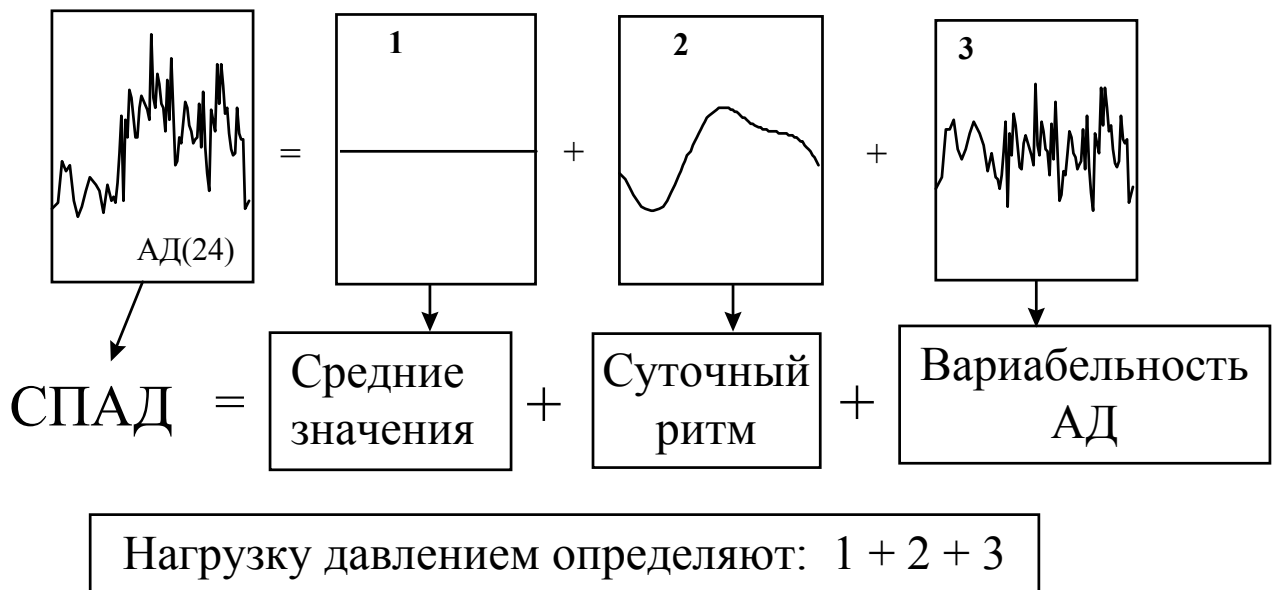 1
2
3
= + +
АД(24)
СПАД = Средние значения + Суточный ритм + Вариабельность АД
Нагрузку давлением определяют: 1 + 2 + 3